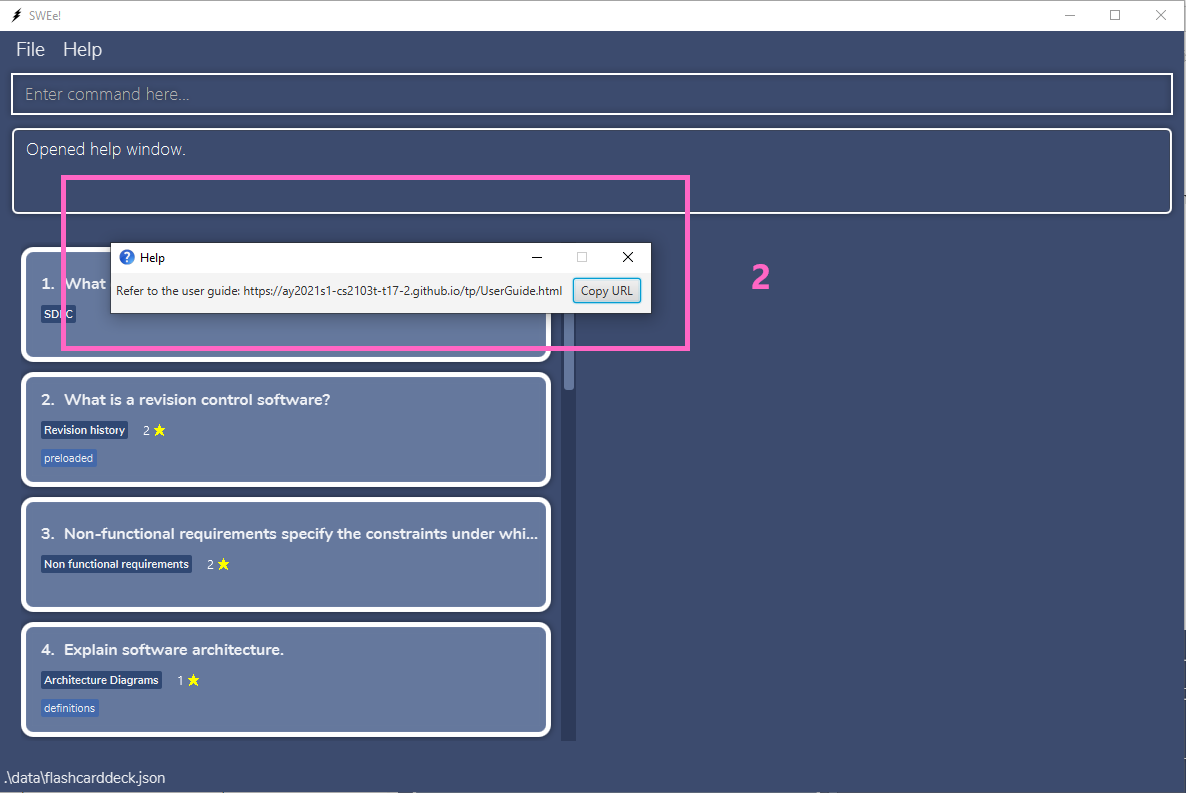 SWEe!
File Help
Enter command here...
Opened help window.
Help
Refer to the user guide: https://ay2021s1-cs2103t-t17-2.github.io/tp/UserGuide.html Copy URL
2
1. What
SDLC
2. What is a revision control software?
Revision history 2
preloaded
3. Non-functional requirements specify the constraints under whi...
Non functional requirements 2
4. Explain software architecture.
Architecture Diagrams 1
definitions
.\data\flashcarddeck.json